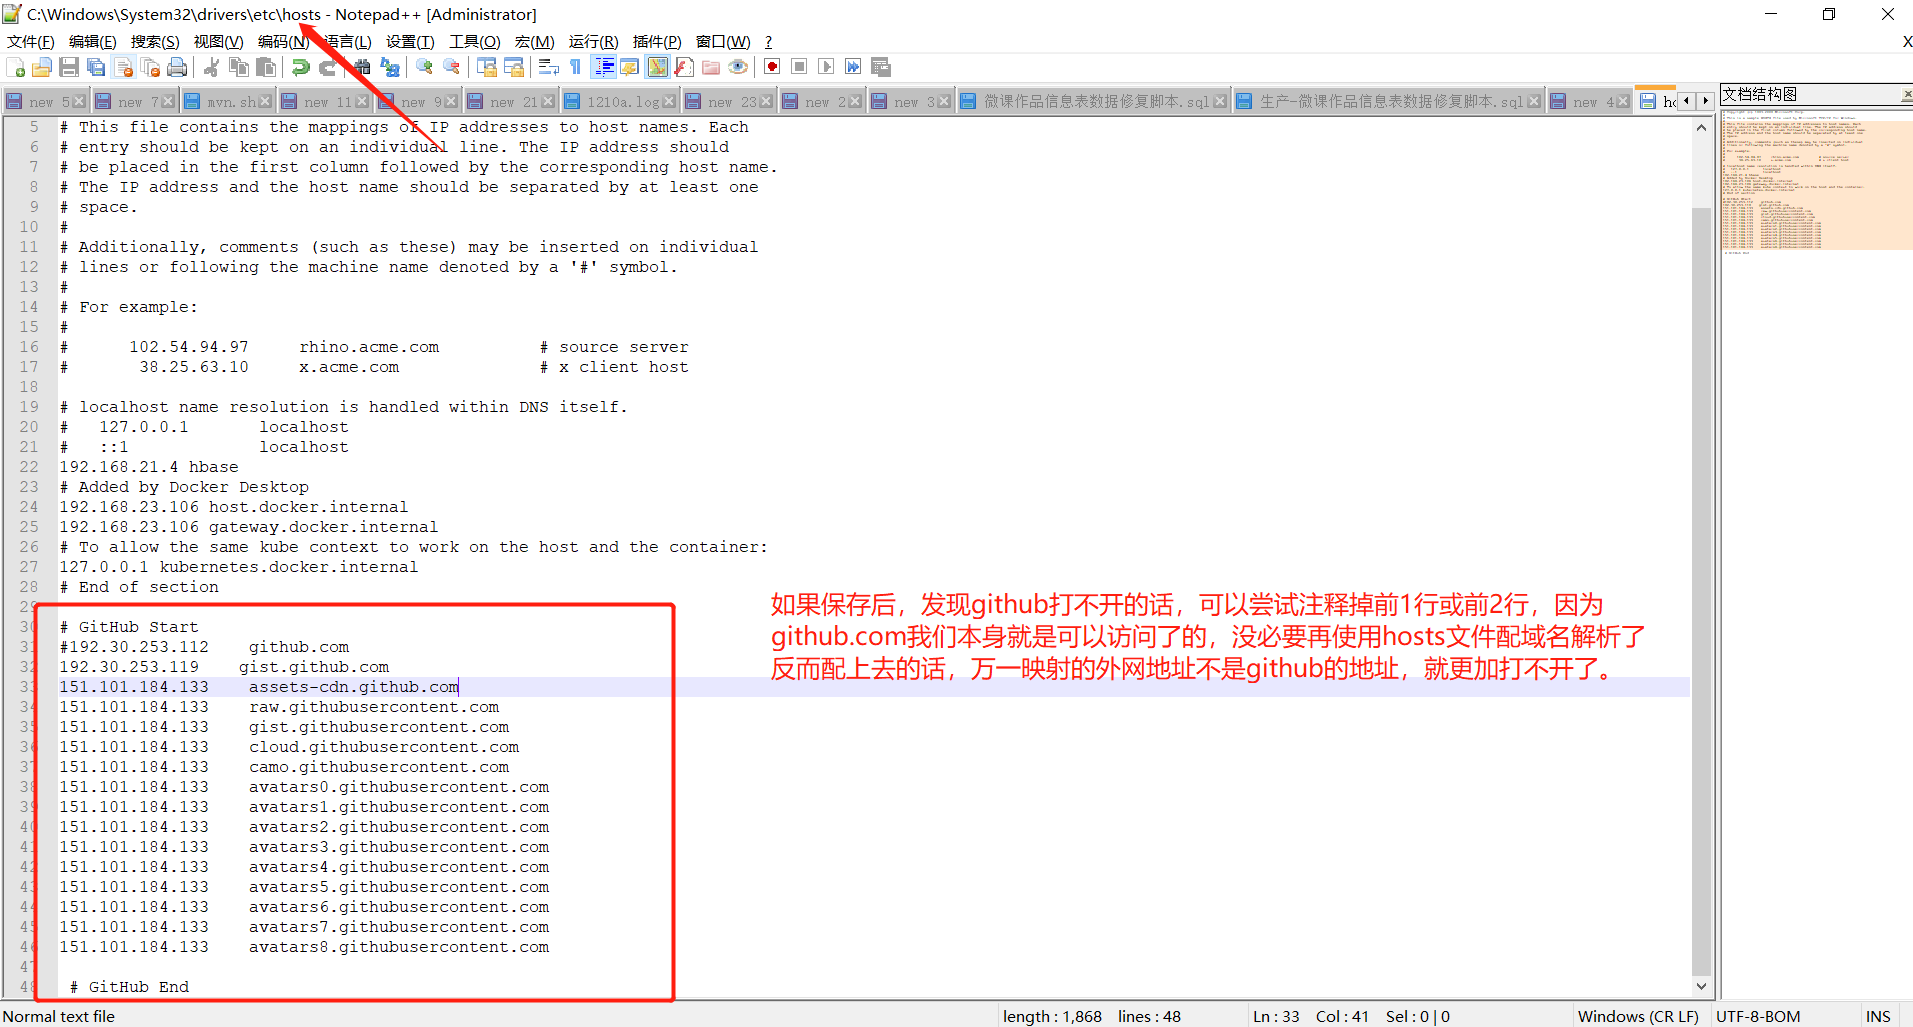 C:\Windows\System32\drivers\etc\hosts - Notepad++ [Administrator]
文件(F) 编辑(E) 搜索(S) 视图(V) 编码(N) 语言(L) 设置(T) 工具(O) 宏(M) 运行(R) 插件(P) 窗口(W) ?
X
new 5 new 7 mvn.sh new 11 new 9 new 21 1210a.log new 23 new 2 new 3 微课作品信息表数据修复脚本.sql 生产-微课作品信息表数据修复脚本.sql new 4
文档结构图
5 # This file contains the mappings of IP addresses to host names. Each
6 # entry should be kept on an individual line. The IP address should
7 # be placed in the first column followed by the corresponding host name.
8 # The IP address and the host name should be separated by at least one
9 # space.
10 #
11 # Additionally, comments (such as these) may be inserted on individual
12 # lines or following the machine name denoted by a '#' symbol.
13 #
14 # For example:
15 #
16 #      102.54.94.97     rhino.acme.com          # source server
17 #       38.25.63.10     x.acme.com              # x client host
18
19 # localhost name resolution is handled within DNS itself.
20 #   127.0.0.1       localhost
21 #   ::1             localhost
22 192.168.21.4 hbase
23 # Added by Docker Desktop
24 192.168.23.106 host.docker.internal
25 192.168.23.106 gateway.docker.internal
26 # To allow the same kube context to work on the host and the container:
27 127.0.0.1 kubernetes.docker.internal
28 # End of section
29
30 # GitHub Start
31 #192.30.253.112    github.com
32 192.30.253.119    gist.github.com
33 151.101.184.133    assets-cdn.github.com
34 151.101.184.133    raw.githubusercontent.com
35 151.101.184.133    gist.githubusercontent.com
36 151.101.184.133    cloud.githubusercontent.com
37 151.101.184.133    camo.githubusercontent.com
38 151.101.184.133    avatars0.githubusercontent.com
39 151.101.184.133    avatars1.githubusercontent.com
40 151.101.184.133    avatars2.githubusercontent.com
41 151.101.184.133    avatars3.githubusercontent.com
42 151.101.184.133    avatars4.githubusercontent.com
43 151.101.184.133    avatars5.githubusercontent.com
44 151.101.184.133    avatars6.githubusercontent.com
45 151.101.184.133    avatars7.githubusercontent.com
46 151.101.184.133    avatars8.githubusercontent.com
47
48 # GitHub End
如果保存后，发现github打不开的话，可以尝试注释掉前1行或前2行，因为
github.com我们本身就是可以访问了的，没必要再使用hosts文件配域名解析了
反而配上去的话，万一映射的外网地址不是github的地址，就更加打不开了。
Normal text file length : 1,868 lines : 48 Ln : 33 Col : 41 Sel : 0 | 0 Windows (CR LF) UTF-8-BOM INS